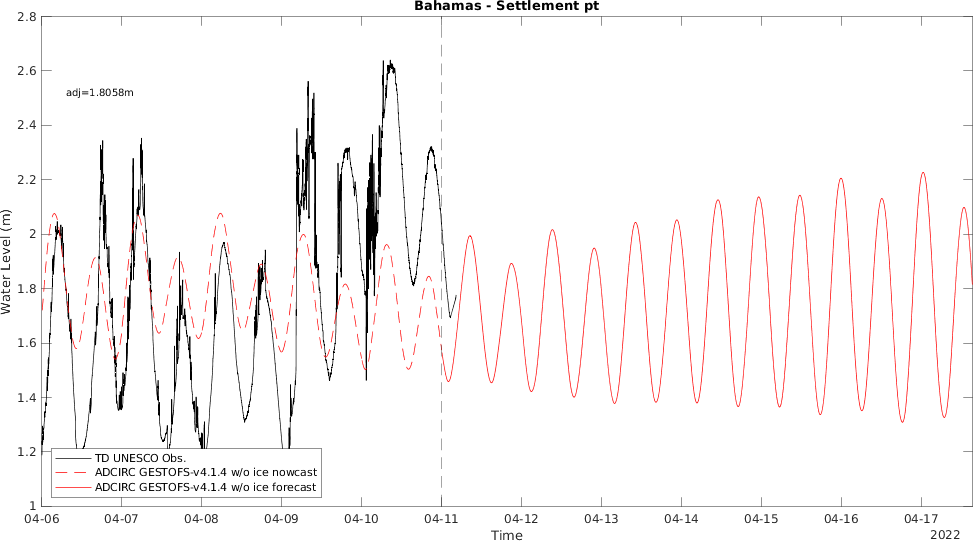 Bahamas - Settlement pt
2.8
2.6
adj=1.8058m
2.4
2.2
2
1.8
1.6
1.4
1.2
1
Water Level (m)
TD UNESCO Obs.
ADCIRC GESTOFS-v4.1.4 w/o ice nowcast
ADCIRC GESTOFS-v4.1.4 w/o ice forecast
04-06 04-07 04-08 04-09 04-10 04-11 04-12 04-13 04-14 04-15 04-16 04-17
Time
2022